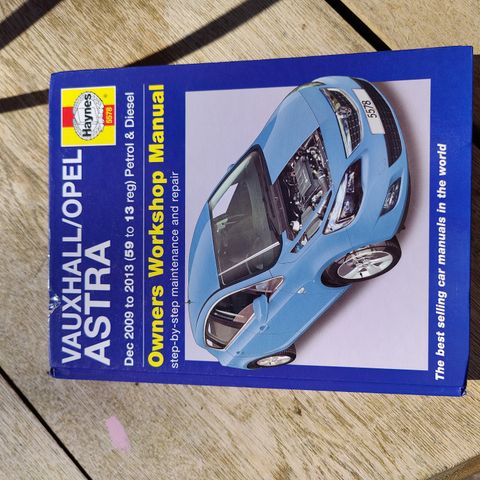 Haynes
5578
VAUXHALL/OPEL
ASTRA
Dec 2009 to 2013 (59 to 13 reg) Petrol & Diesel
Owners Workshop Manual
step-by-step maintenance and repair
5578
The best selling car manuals in the world